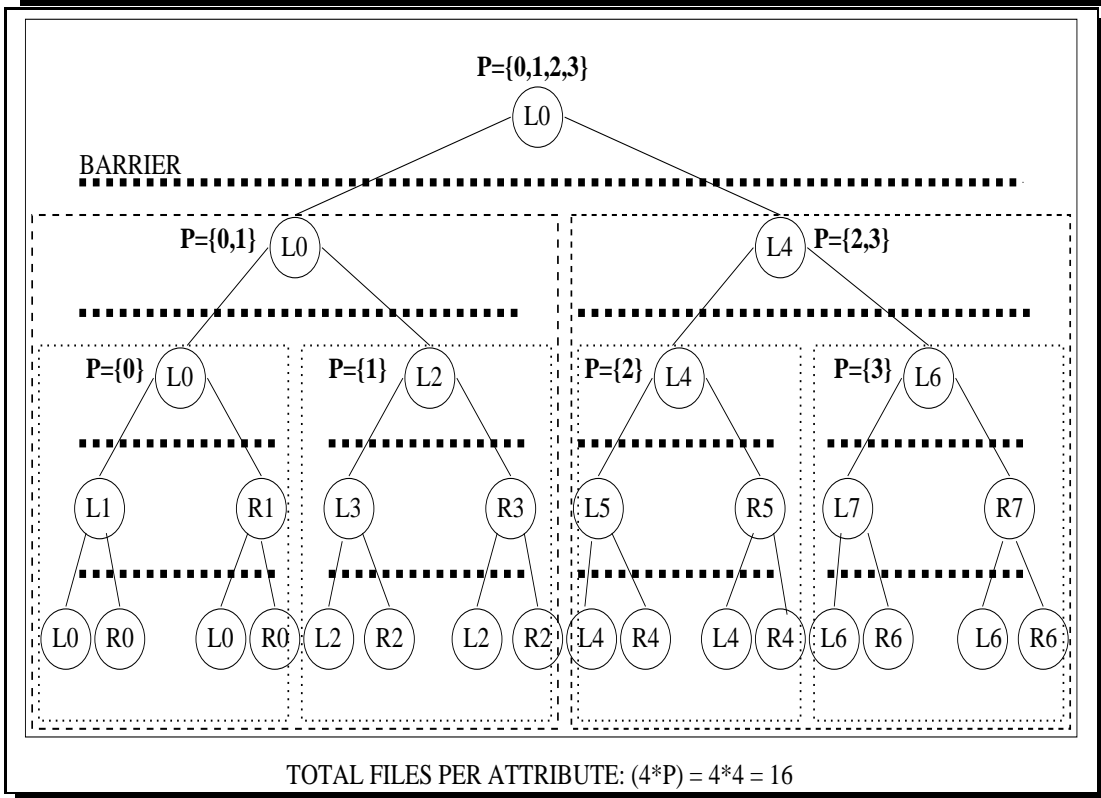 P={0,1,2,3}
L0
BARRIER
P={0,1} L0 L4 P={2,3}
P={0} L0 P={1} L2 P={2} L4 P={3} L6
L1 R1 L3 R3 L5 R5 L7 R7
L0 R0 L0 R0 L2 R2 L2 R2 L4 R4 L4 R4 L6 R6 L6 R6
TOTAL FILES PER ATTRIBUTE: (4*P) = 4*4 = 16